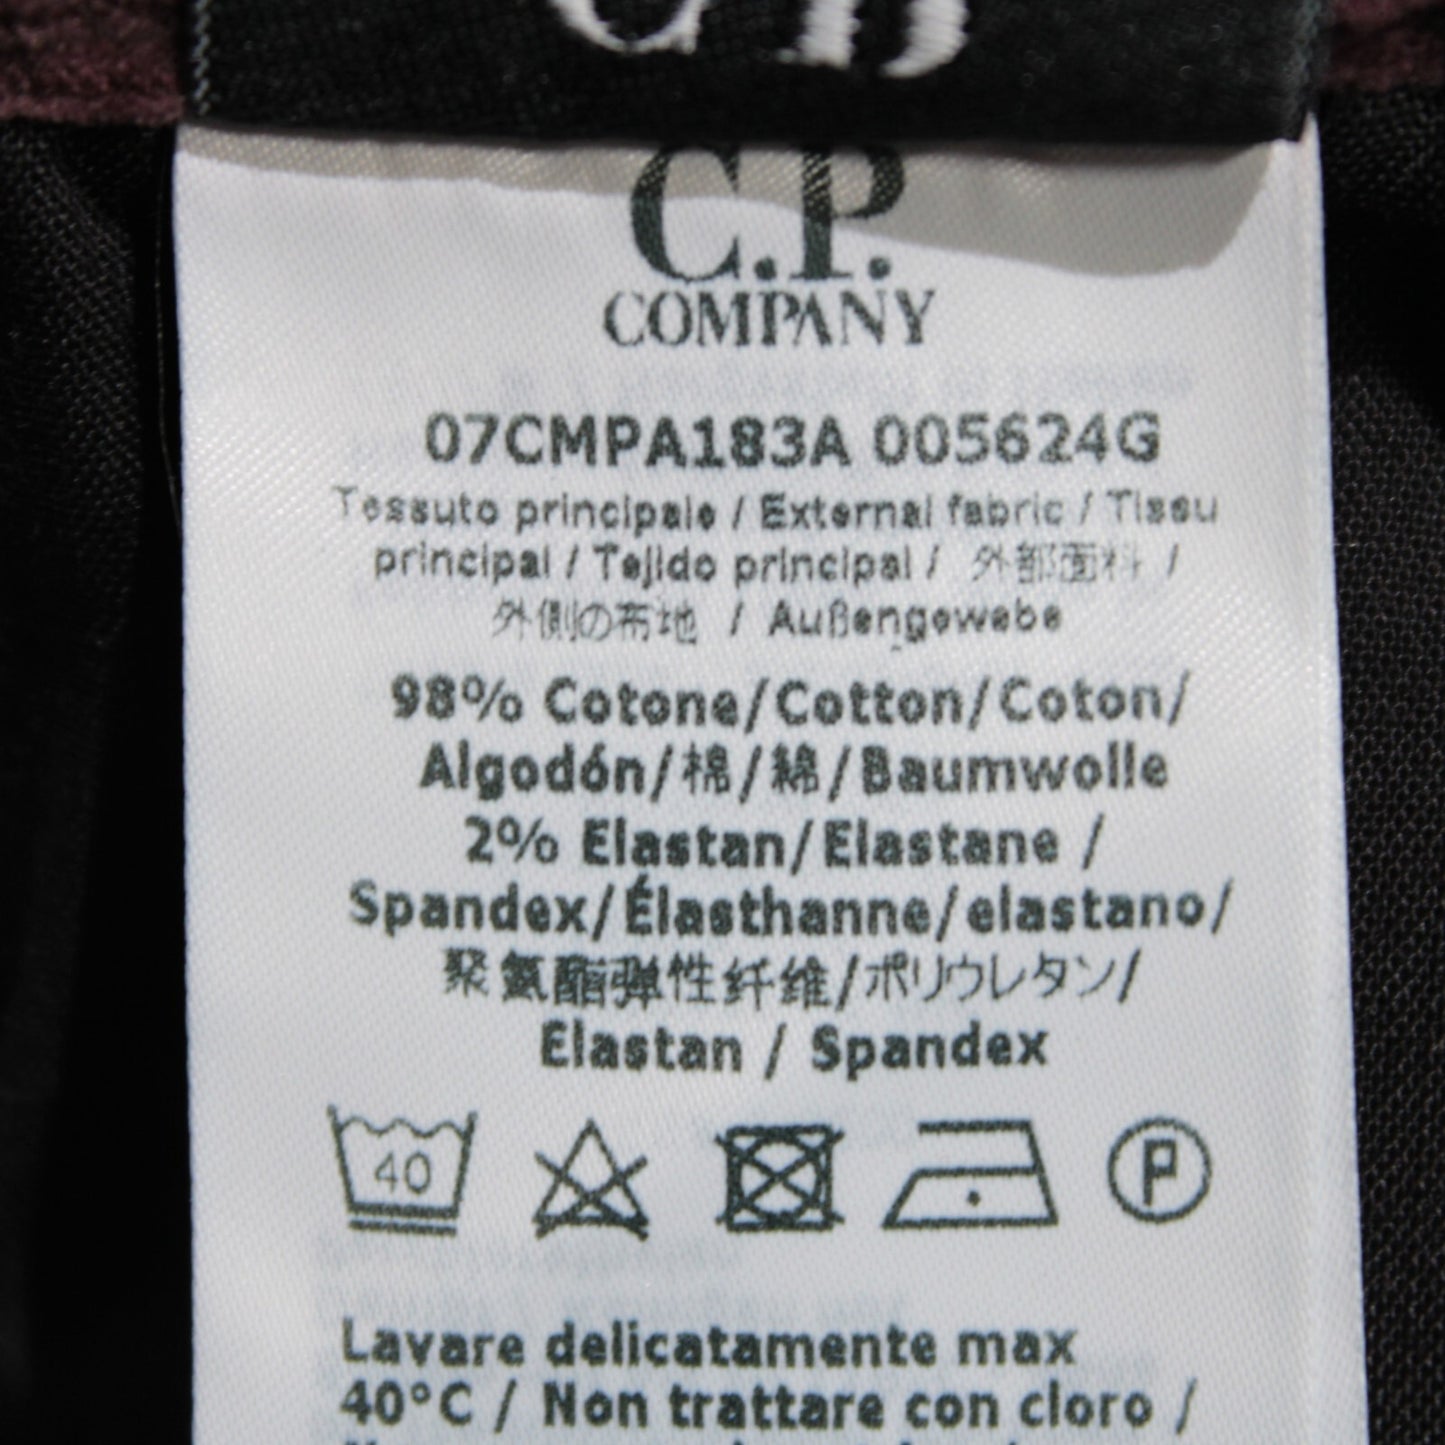 C.P.
COMPANY
07CMPA183A 005624G
Tessuto principale / External fabric / Tissu
principal / Tejido principal / 外部面料 /
外側の布地 / Außengewebe
98% Cotone/Cotton/Coton/
Algodón/棉/綿/Baumwolle
2% Elastan/Elastane /
Spandex/Élasthanne/elastano/
聚氨酯弹性纤维/ポリウレタン/
Elastan / Spandex
40
P
Lavare delicatamente max
40°C / Non trattare con cloro /